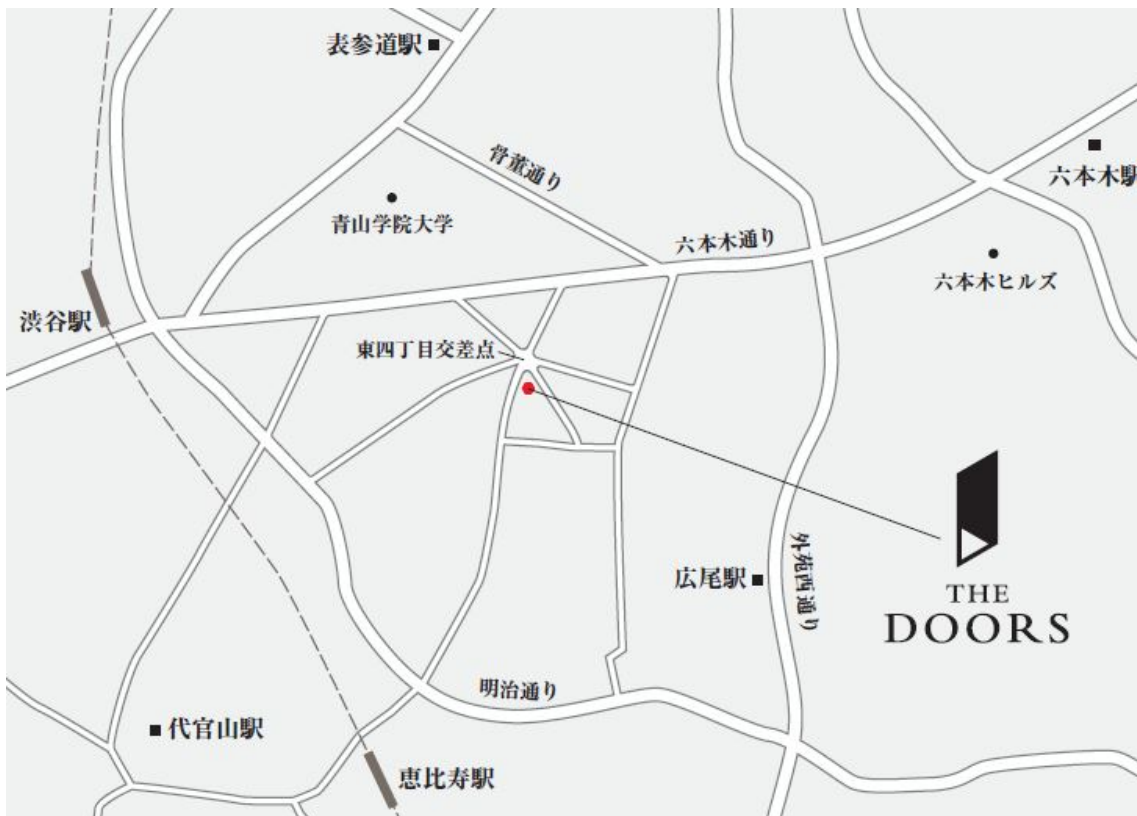 表参道駅
骨董通り
六本木駅
青山学院大学
六本木通り
六本木ヒルズ
渋谷駅
東四丁目交差点
広尾駅
外苑西通り
THE
DOORS
明治通り
代官山駅
恵比寿駅